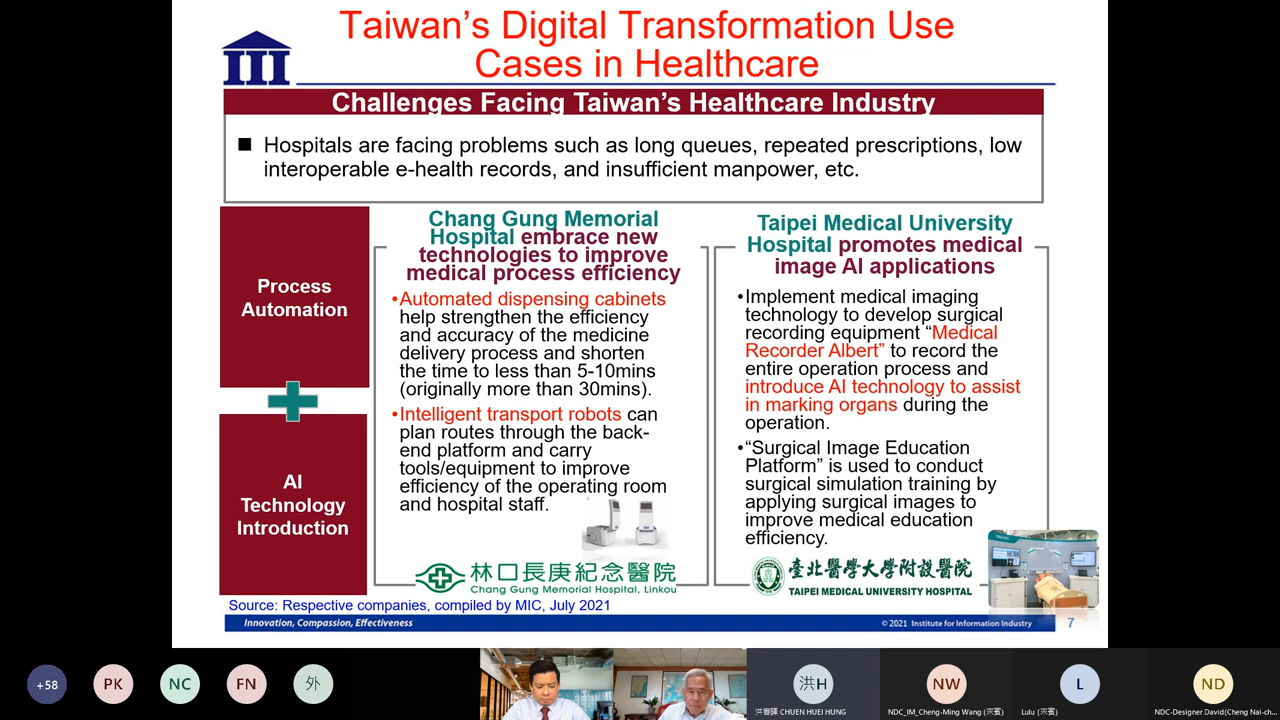 Taiwan's Digital Transformation Use
Cases in Healthcare
Challenges Facing Taiwan's Healthcare Industry
■ Hospitals are facing problems such as long queues, repeated prescriptions, low
interoperable e-health records, and insufficient manpower, etc.
Process
Automation
AI
Technology
Introduction
Chang Gung Memorial
Hospital embrace new
technologies to improve
medical process efficiency
•Automated dispensing cabinets
help strengthen the efficiency
and accuracy of the medicine
delivery process and shorten
the time to less than 5-10mins
(originally more than 30mins).
•Intelligent transport robots can
plan routes through the back-
end platform and carry
tools/equipment to improve
efficiency of the operating room
and hospital staff.
林口長庚紀念醫院
Chang Gung Memorial Hospital, Linkou
Taipei Medical University
Hospital promotes medical
image AI applications
•Implement medical imaging
technology to develop surgical
recording equipment “Medical
Recorder Albert” to record the
entire operation process and
introduce AI technology to assist
in marking organs during the
operation.
•“Surgical Image Education
Platform” is used to conduct
surgical simulation training by
applying surgical images to
improve medical education
efficiency.
臺北醫學大學附設醫院
TAIPEI MEDICAL UNIVERSITY HOSPITAL
Source: Respective companies, compiled by MIC, July 2021
Innovation, Compassion, Effectiveness
© 2021 Institute for Information Industry
7
+58
PK
NC
FN
外
洪H
洪春暉 CHUEN HUEI HUNG
NW
NDC_IM_Cheng-Ming Wang (來賓)
L
Lulu (來賓)
ND
NDC-Designer David(Cheng Nai-ch...